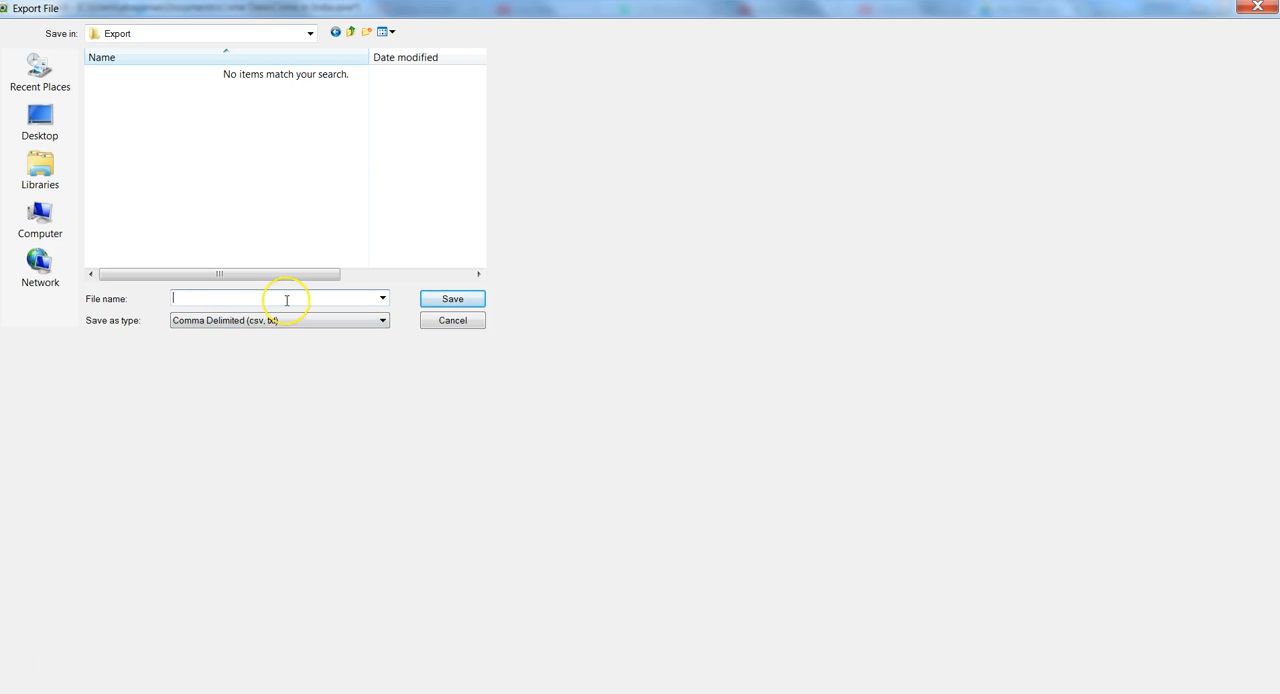 Export File
Save in: Export
Name Date modified
No items match your search.
Recent Places
Desktop
Libraries
Computer
Network
File name: Save
Save as type: Comma Delimited (csv, txt) Cancel